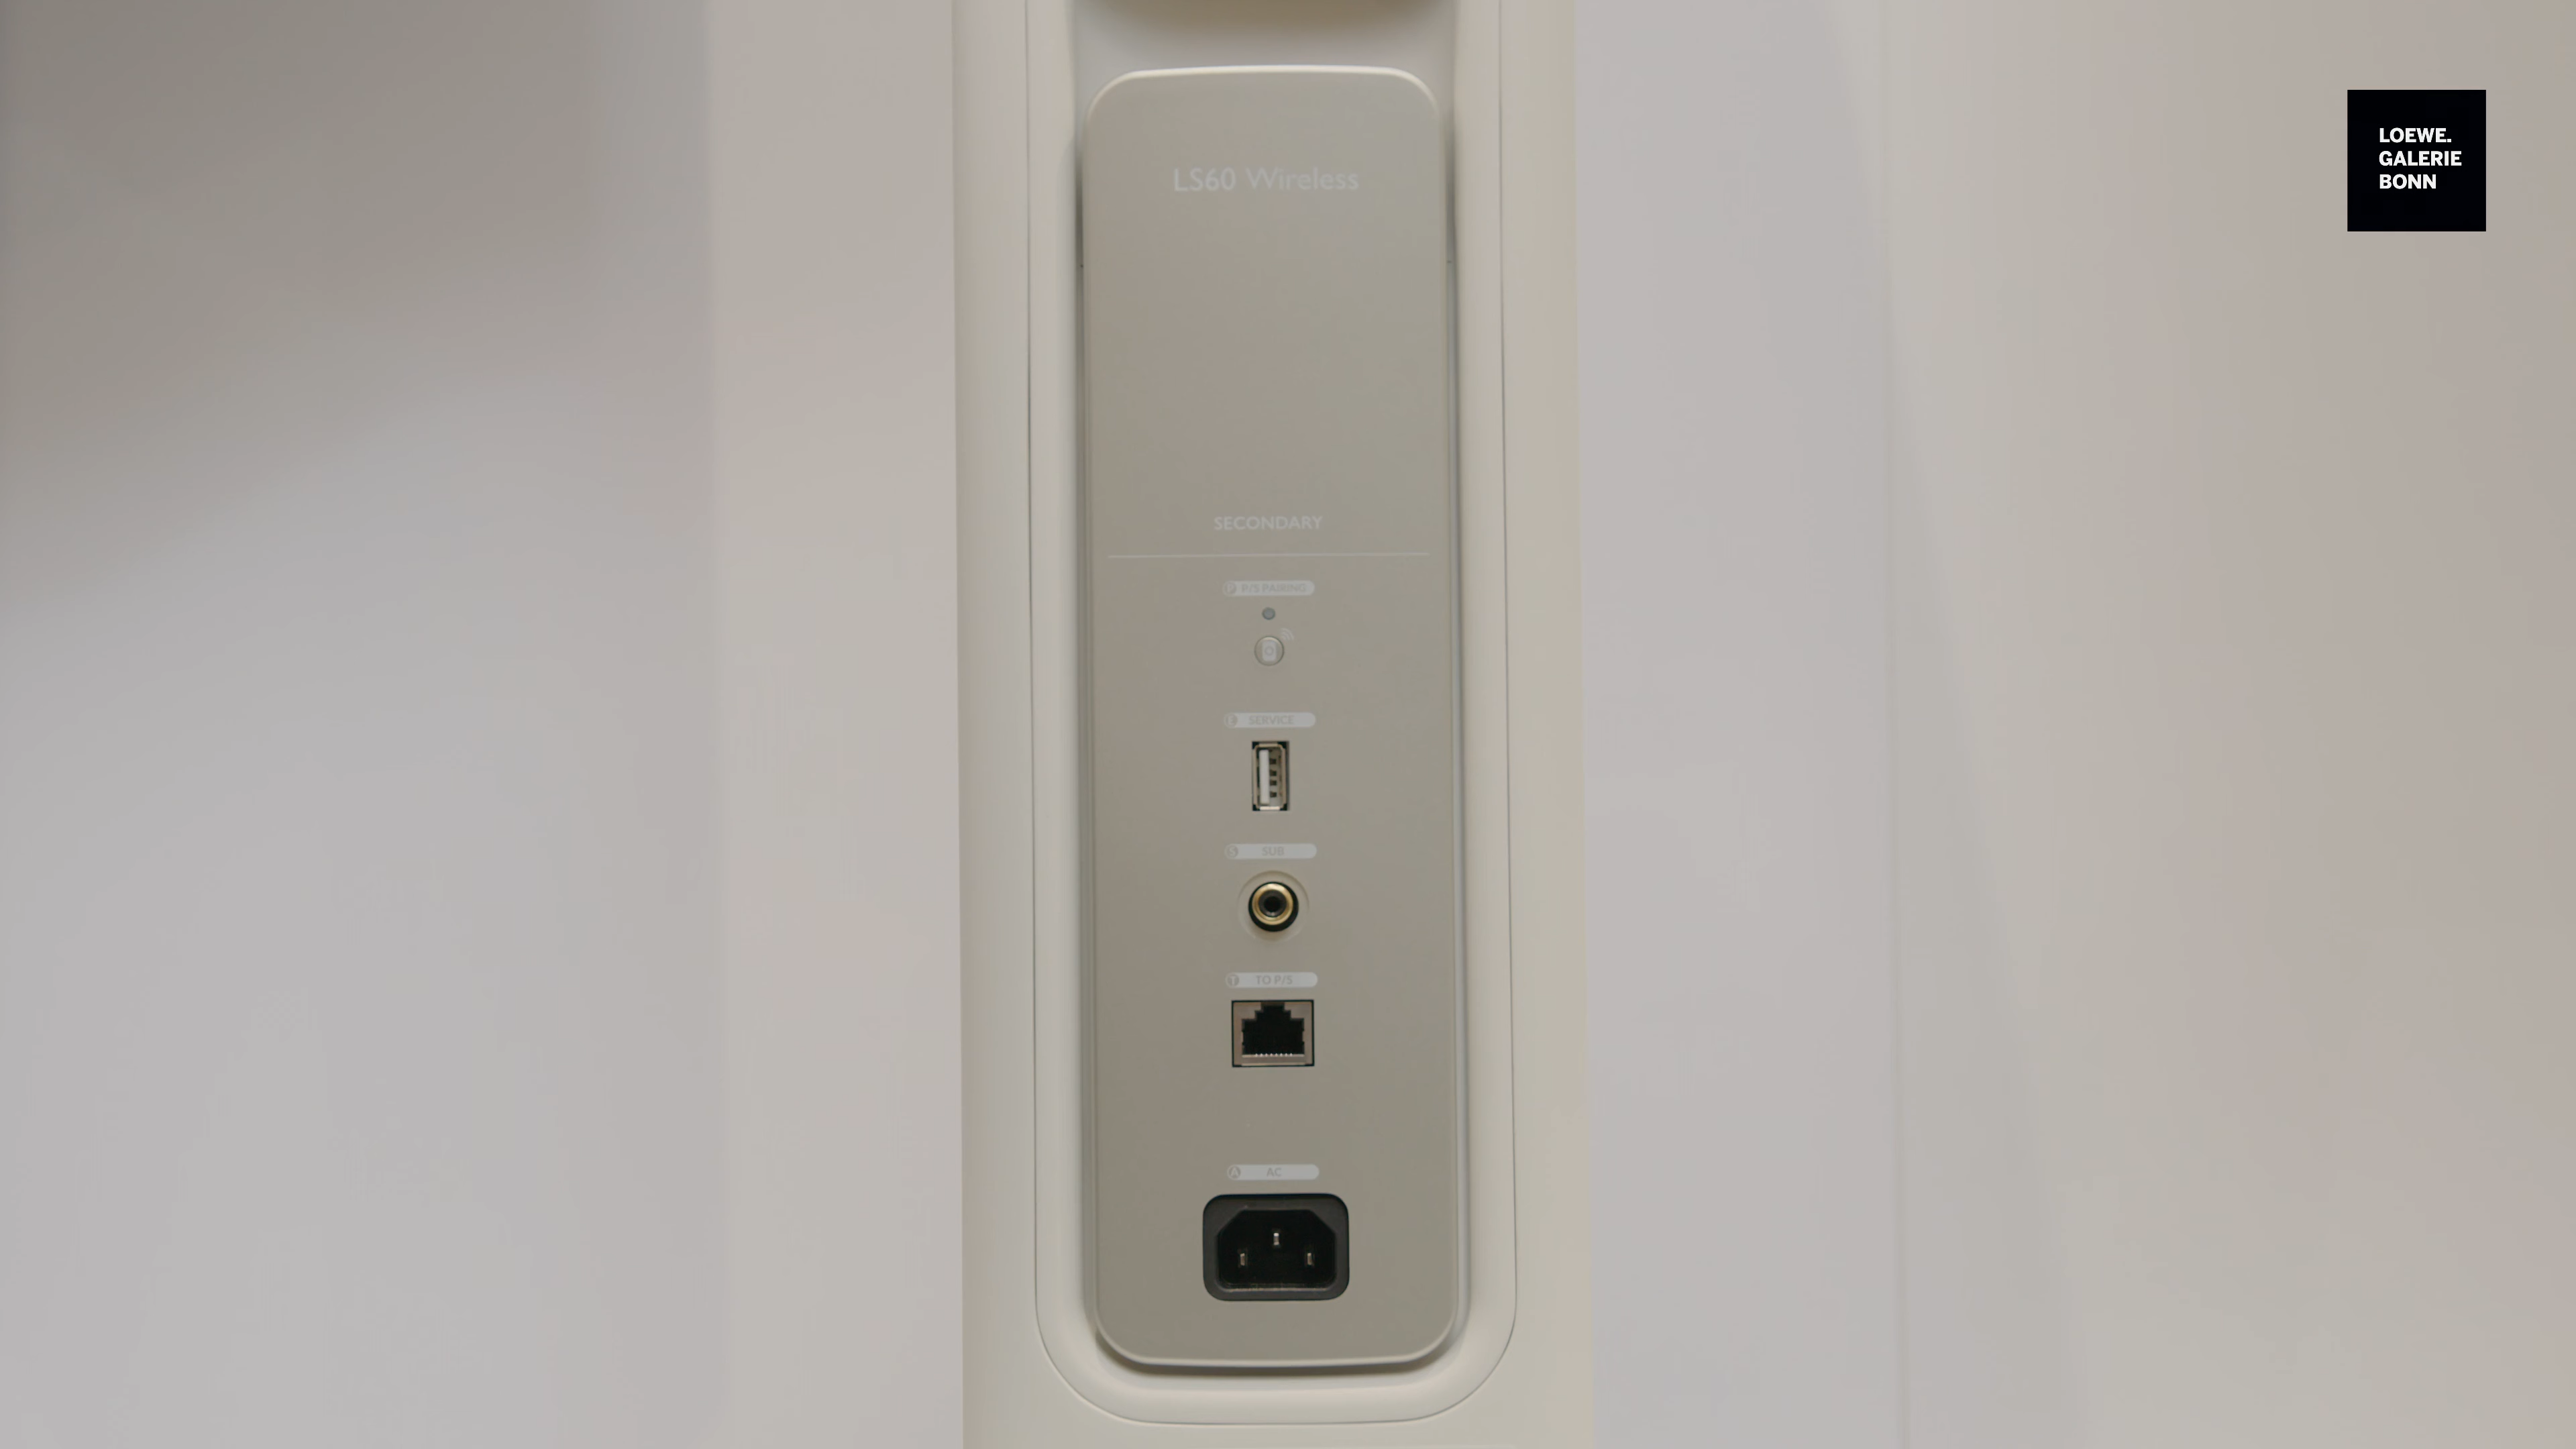 LS60 Wireless
SECONDARY
P P/S PAIRING
SERVICE
S SUB
T TO P/S
A AC
LOEWE.
GALERIE
BONN